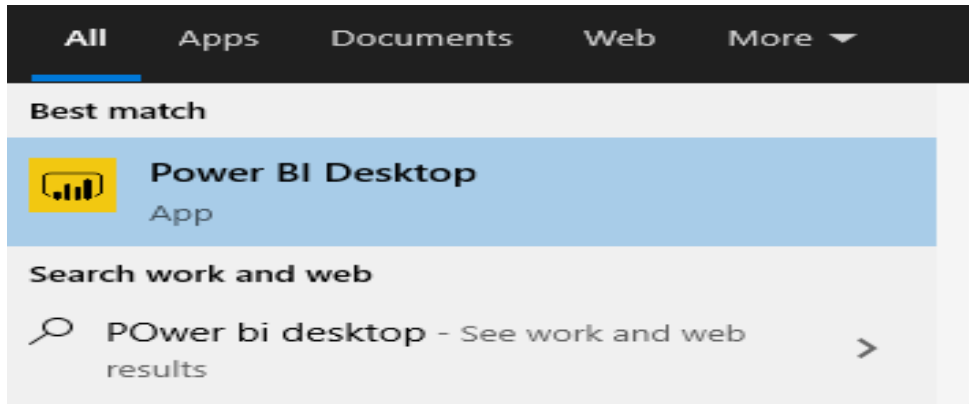 All Apps Documents Web More
Best match
Power BI Desktop
App
Search work and web
POwer bi desktop - See work and web
results